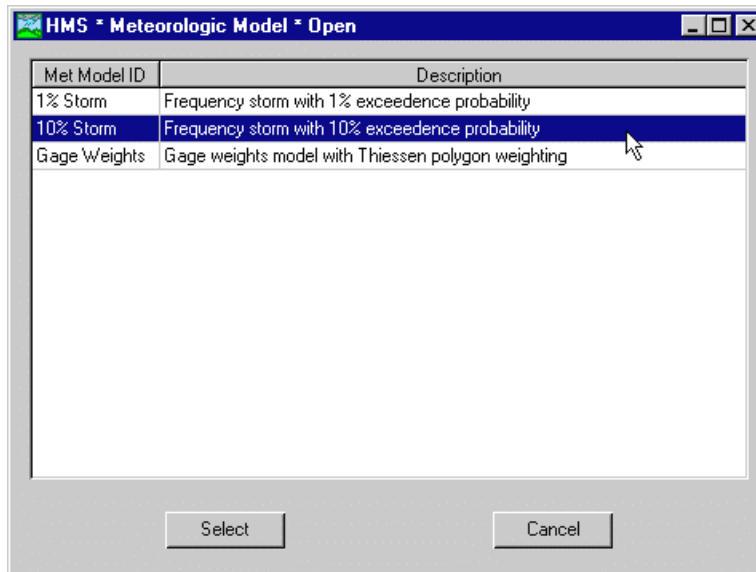 HMS * Meteorologic Model * Open
Met Model ID Description
1% Storm Frequency storm with 1% exceedence probability
10% Storm Frequency storm with 10% exceedence probability
Gage Weights Gage weights model with Thiessen polygon weighting
Select Cancel